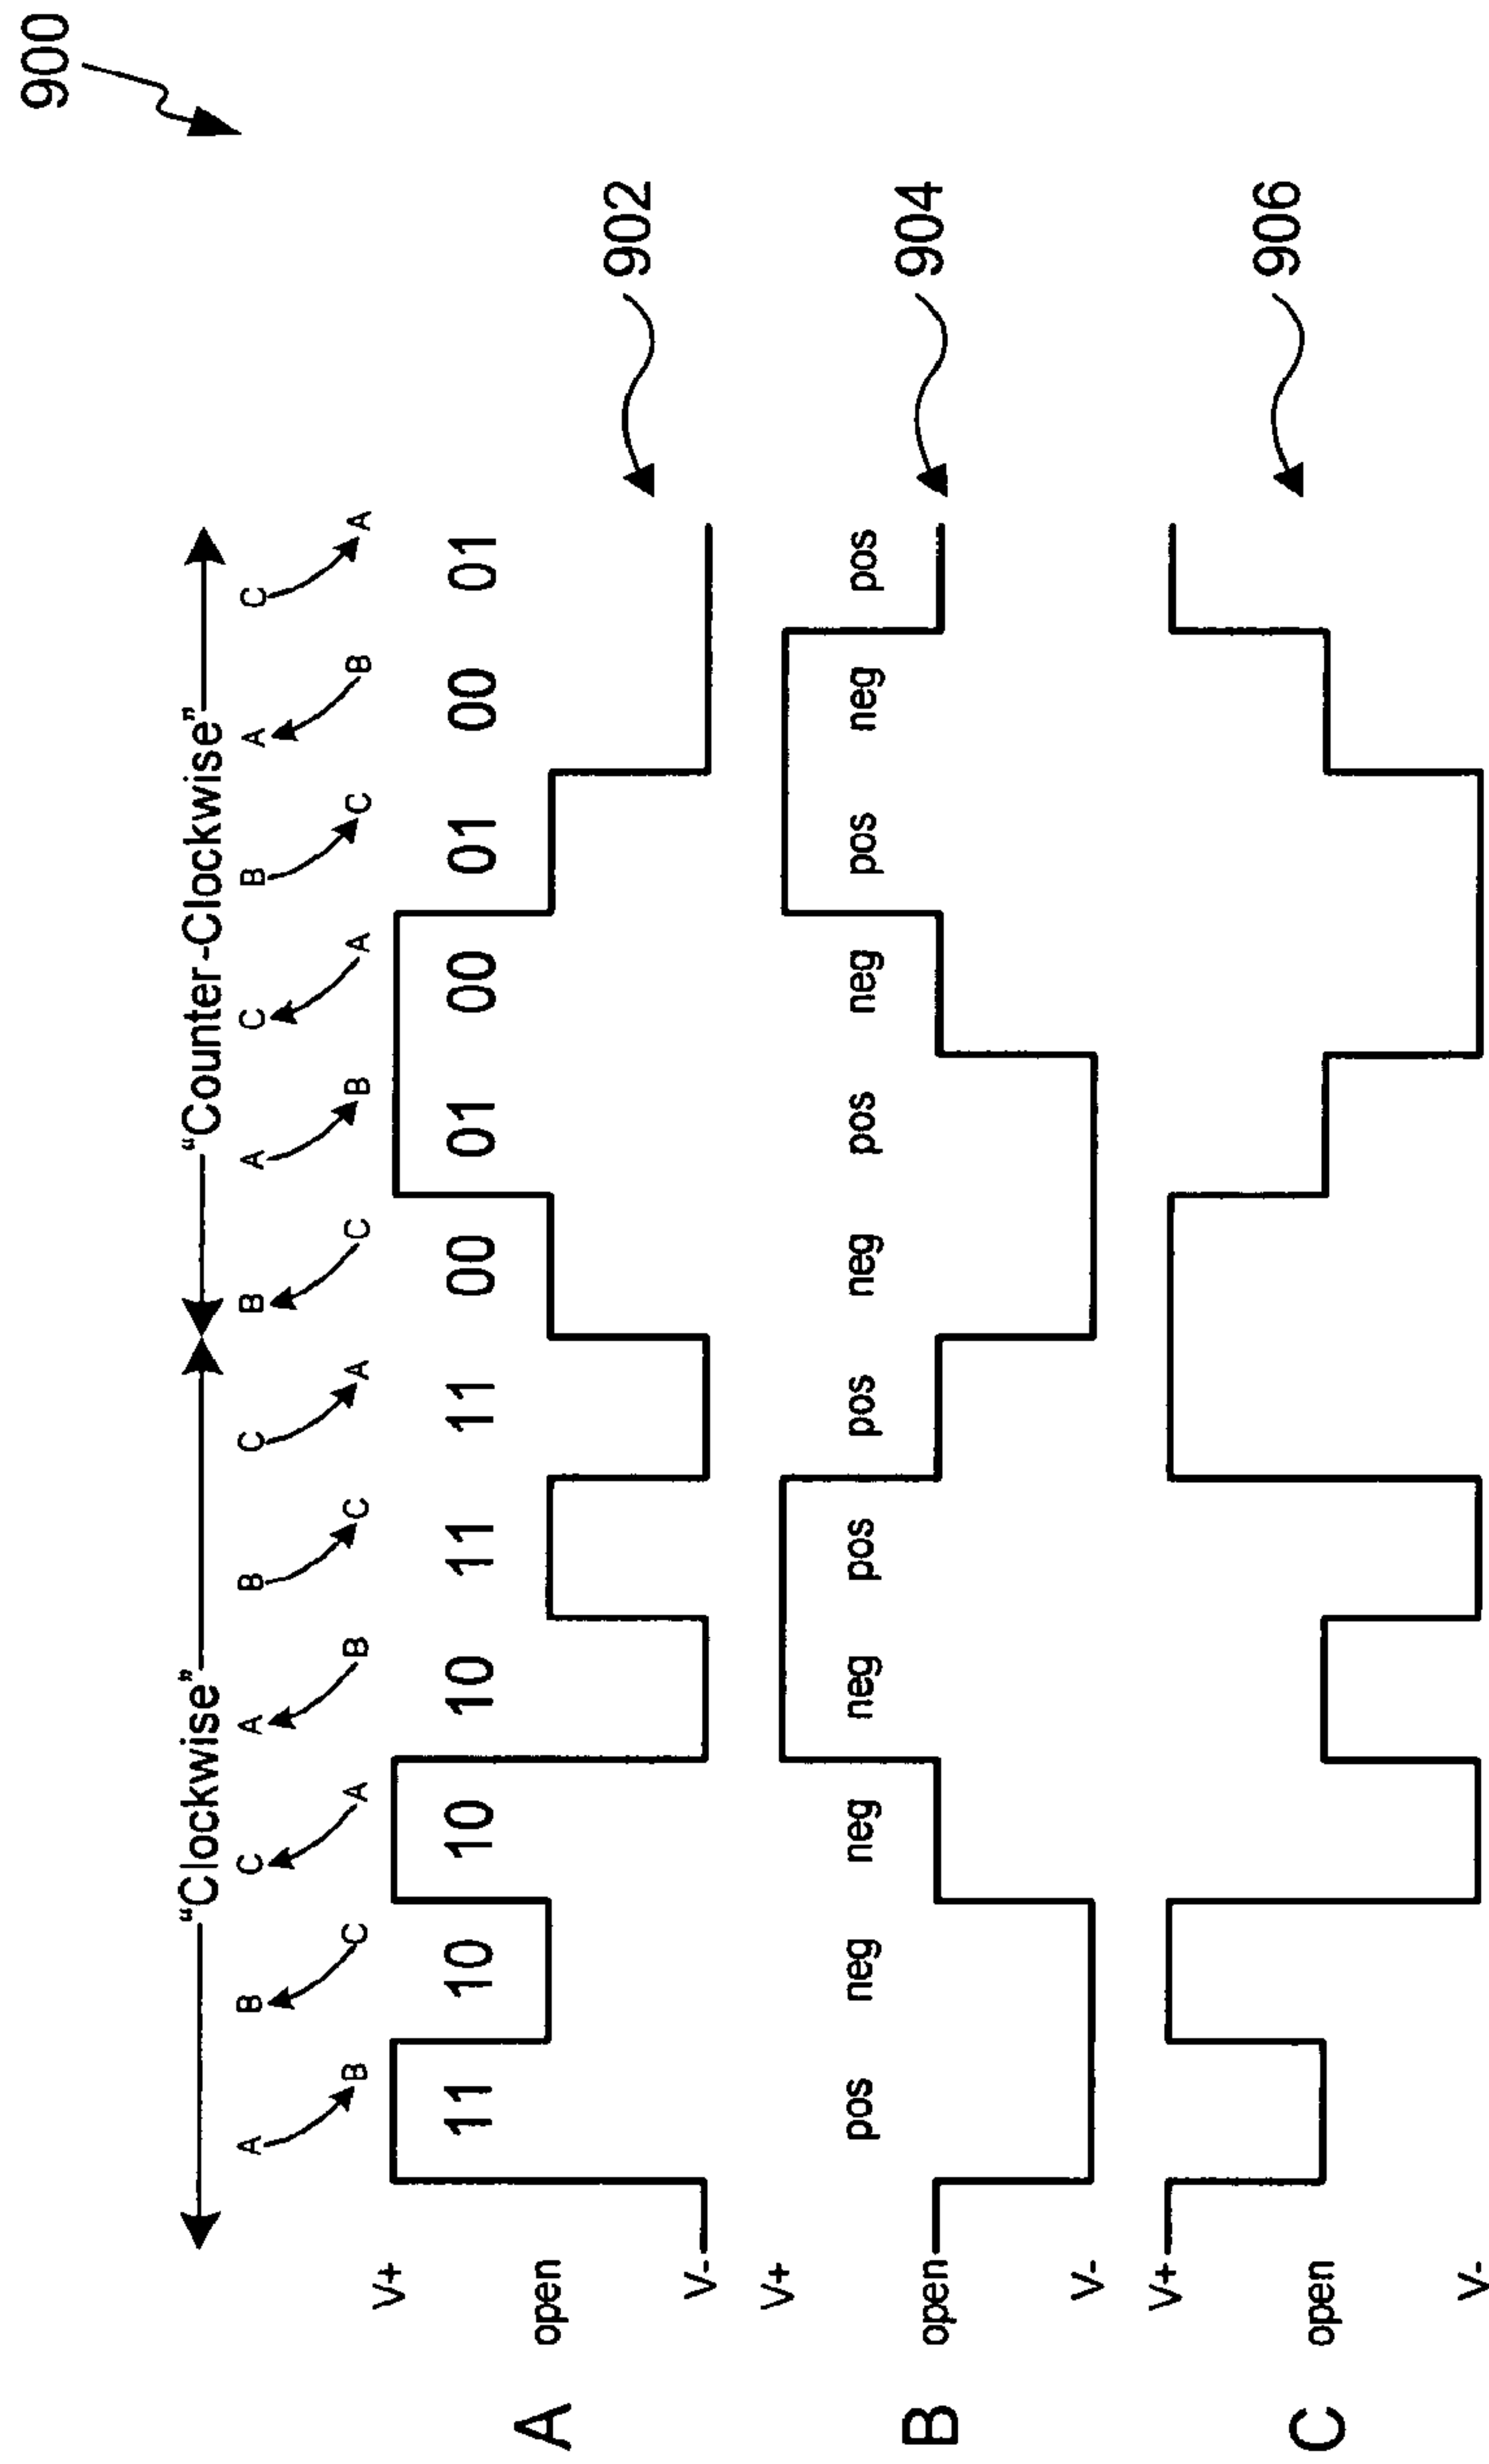 900
“Clockwise” “Counter-Clockwise”
A B C A B C B A C B A C
B C A B C A C B A C B A
V+
11 10 10 10 11 11 00 01 00 01 00 01
A open
902
V-
V+
pos neg neg neg pos pos neg pos neg pos neg pos
B open 904
V-
V+
906
C open
V-